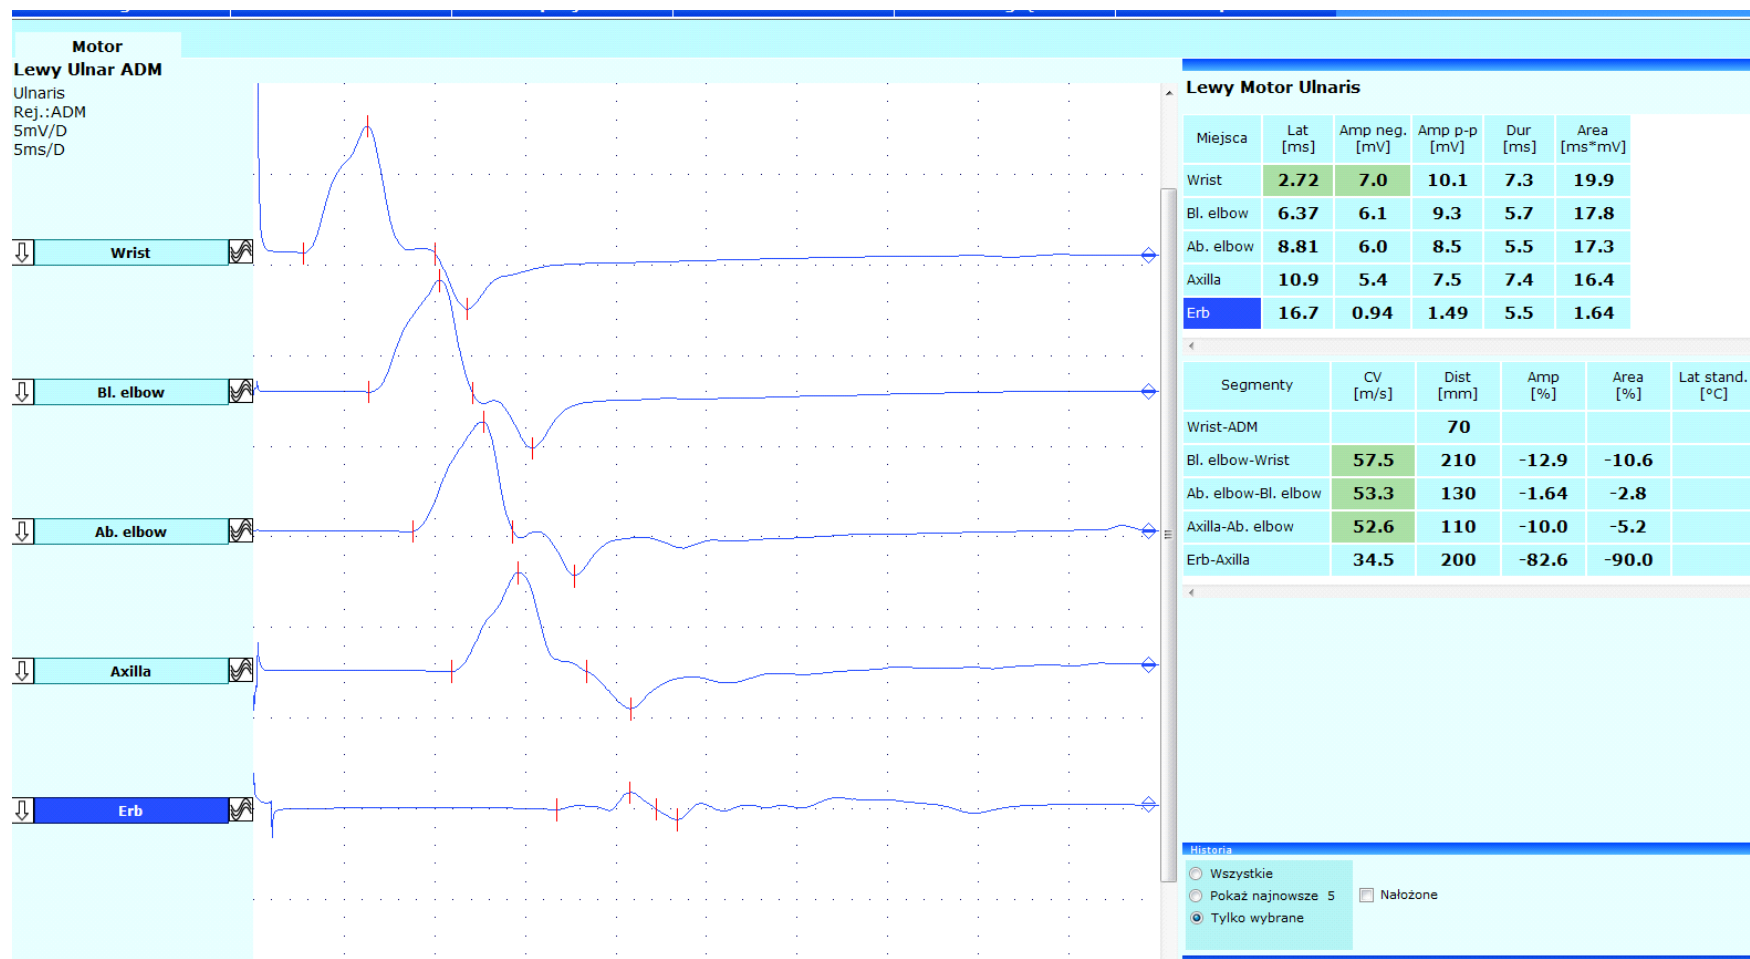 Motor
Lewy Ulnar ADM
Ulnaris
Rej.:ADM
5mV/D
5ms/D
Wrist
Bl. elbow
Ab. elbow
Axilla
Erb
Lewy Motor Ulnaris
Miejsca Lat [ms] Amp neg. [mV] Amp p-p [mV] Dur [ms] Area [ms*mV]
Wrist 2.72 7.0 10.1 7.3 19.9
Bl. elbow 6.37 6.1 9.3 5.7 17.8
Ab. elbow 8.81 6.0 8.5 5.5 17.3
Axilla 10.9 5.4 7.5 7.4 16.4
Erb 16.7 0.94 1.49 5.5 1.64
Segmenty CV [m/s] Dist [mm] Amp [%] Area [%] Lat stand. [°C]
Wrist-ADM 70
Bl. elbow-Wrist 57.5 210 -12.9 -10.6
Ab. elbow-Bl. elbow 53.3 130 -1.64 -2.8
Axilla-Ab. elbow 52.6 110 -10.0 -5.2
Erb-Axilla 34.5 200 -82.6 -90.0
Historia
Wszystkie
Pokaż najnowsze 5
Nałożone
Tylko wybrane